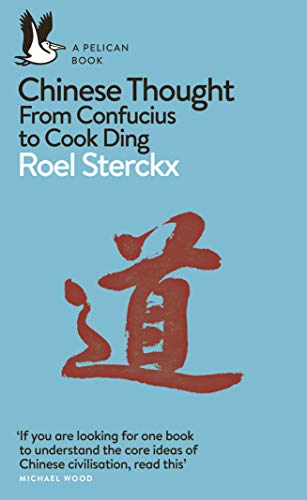 A PELICAN
BOOK
Chinese Thought
From Confucius
to Cook Ding
Roel Sterckx
道
‘If you are looking for one book
to understand the core ideas of
Chinese civilisation, read this’
MICHAEL WOOD